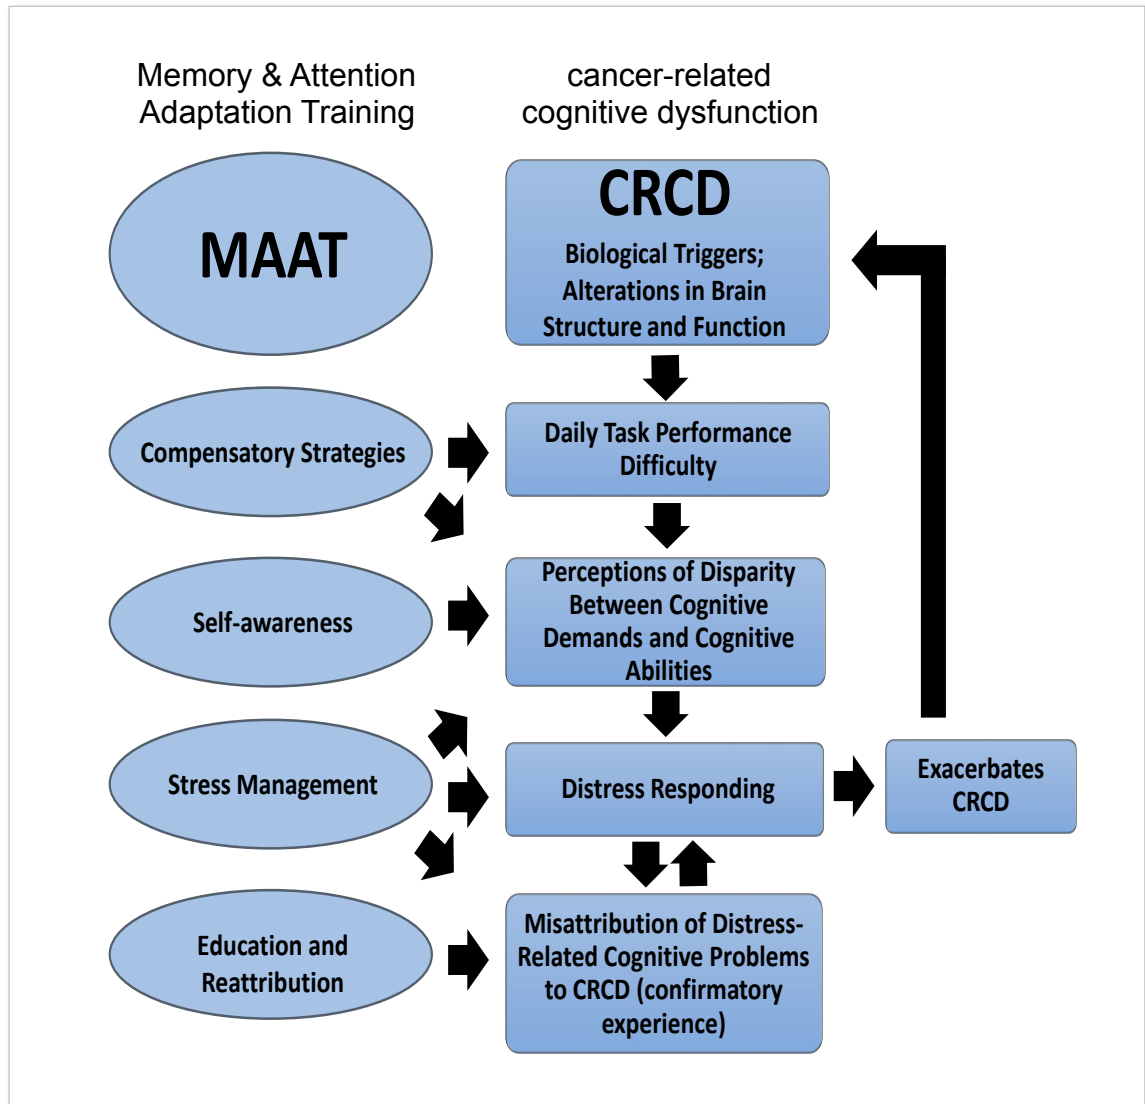 Memory & Attention
Adaptation Training
cancer-related
cognitive dysfunction
MAAT
CRCD
Biological Triggers;
Alterations in Brain
Structure and Function
Compensatory Strategies
Daily Task Performance
Difficulty
Self-awareness
Perceptions of Disparity
Between Cognitive
Demands and Cognitive
Abilities
Stress Management
Distress Responding
Exacerbates
CRCD
Education and
Reattribution
Misattribution of Distress-
Related Cognitive Problems
to CRCD (confirmatory
experience)